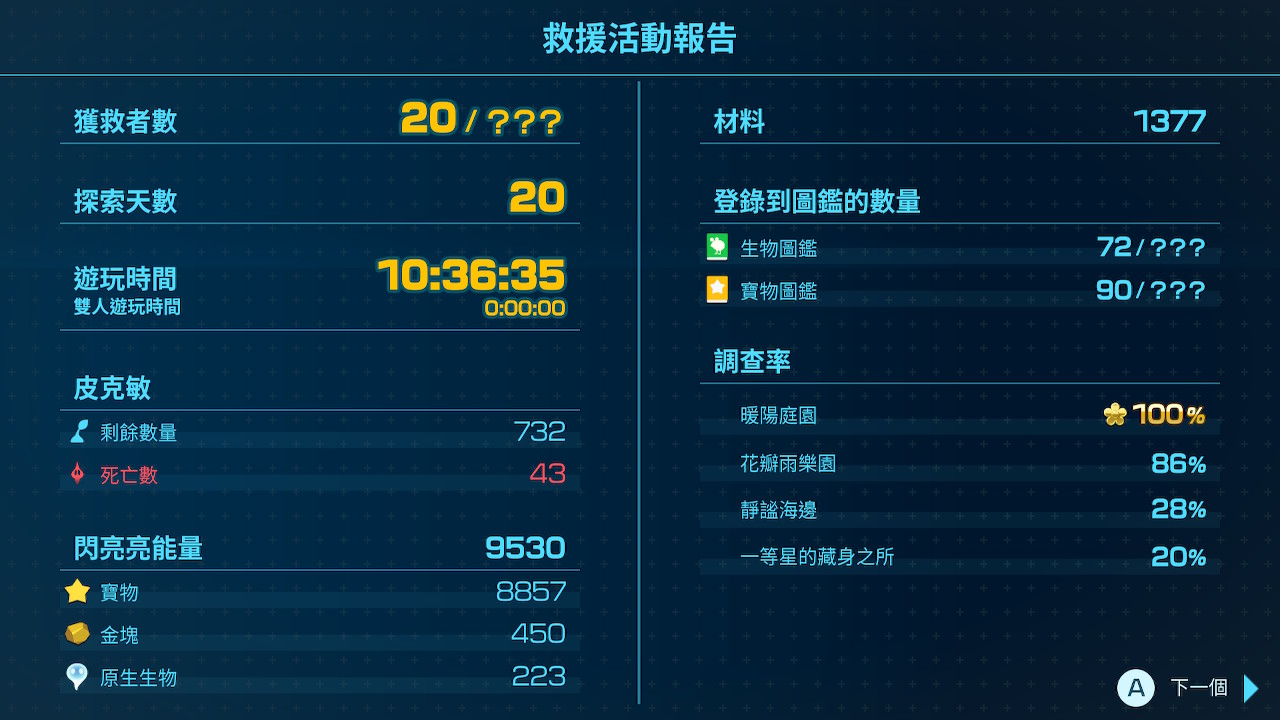 救援活動報告
獲救者數 20 / ???
探索天數 20
遊玩時間 10:36:35
雙人遊玩時間 0:00:00
皮克敏
剩餘數量 732
死亡數 43
閃亮亮能量 9530
寶物 8857
金塊 450
原生生物 223
材料 1377
登錄到圖鑑的數量
生物圖鑑 72 / ???
寶物圖鑑 90 / ???
調查率
暖陽庭園 100%
花瓣雨樂園 86%
靜謐海邊 28%
一等星的藏身之所 20%
A 下一個